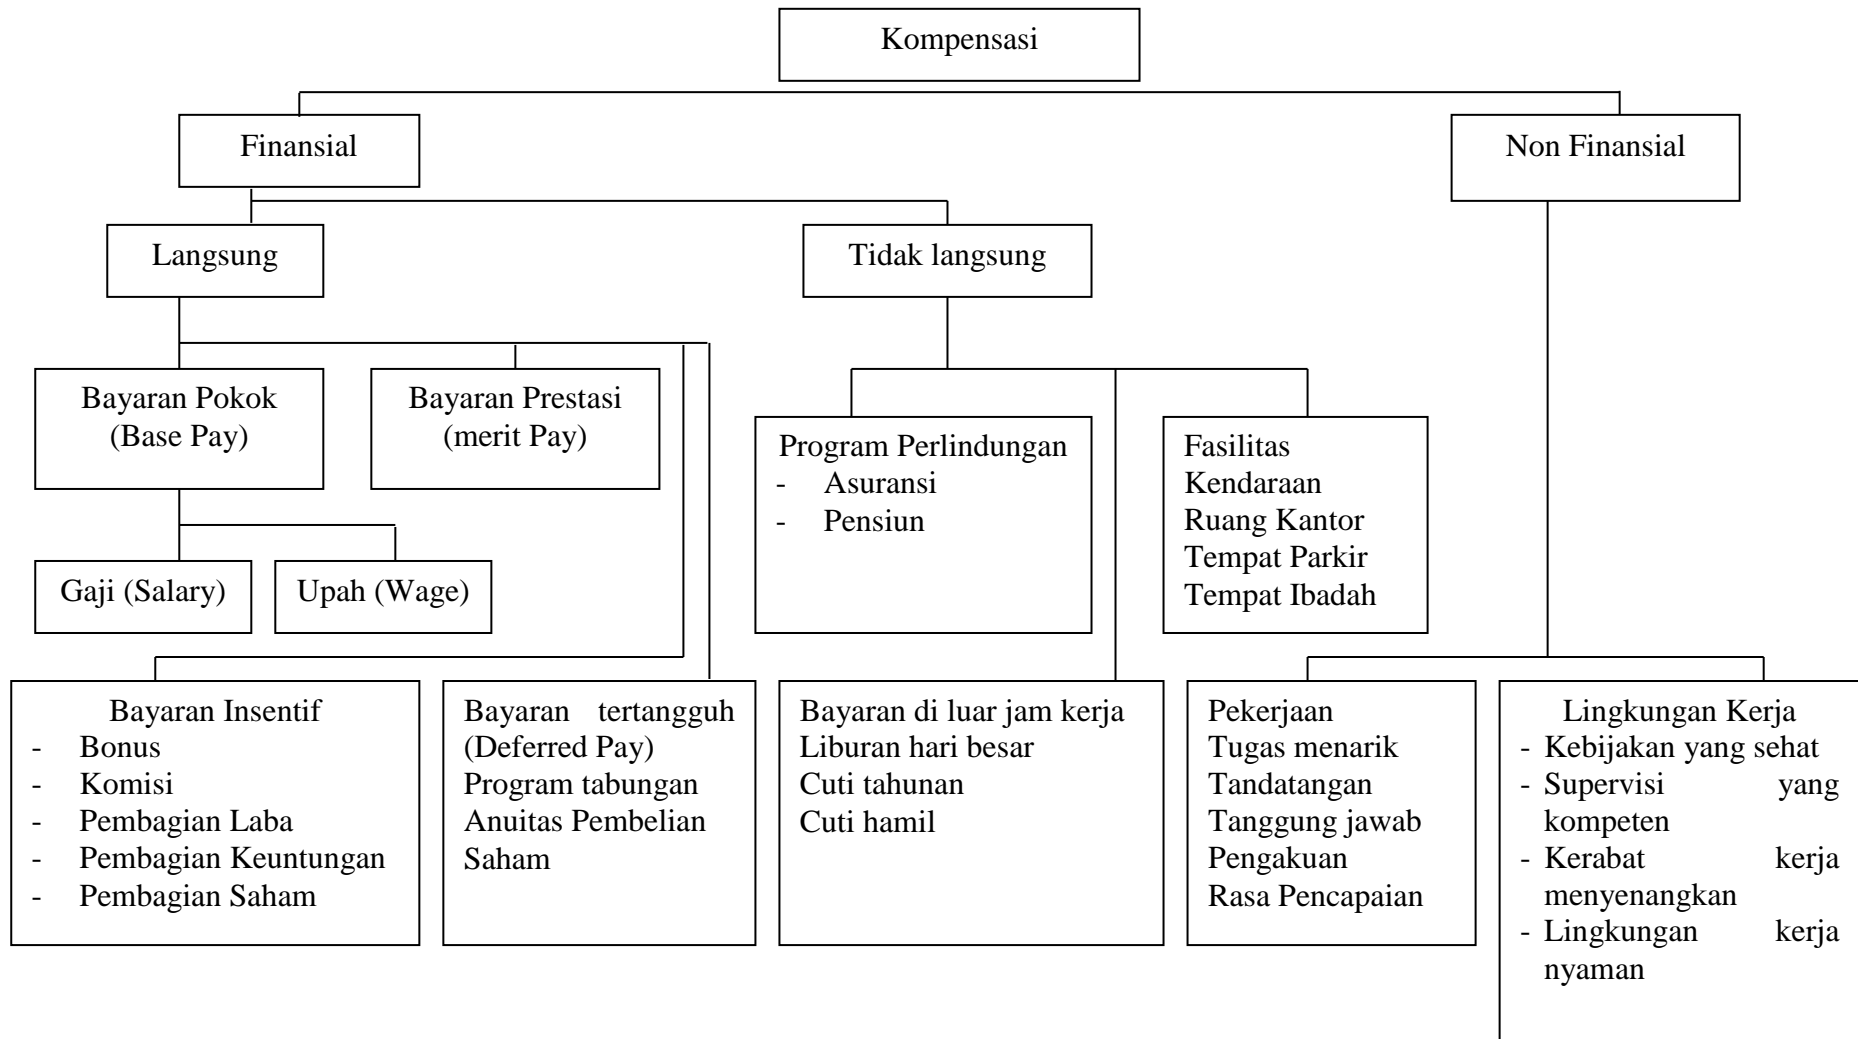 Kompensasi
Finansial
Non Finansial
Langsung
Tidak langsung
Bayaran Pokok
(Base Pay)
Bayaran Prestasi
(merit Pay)
Program Perlindungan
- Asuransi
- Pensiun
Fasilitas
Kendaraan
Ruang Kantor
Tempat Parkir
Tempat Ibadah
Gaji (Salary)
Upah (Wage)
Bayaran Insentif
- Bonus
- Komisi
- Pembagian Laba
- Pembagian Keuntungan
- Pembagian Saham
Bayaran tertangguh
(Deferred Pay)
Program tabungan
Anuitas Pembelian
Saham
Bayaran di luar jam kerja
Liburan hari besar
Cuti tahunan
Cuti hamil
Pekerjaan
Tugas menarik
Tandatangan
Tanggung jawab
Pengakuan
Rasa Pencapaian
Lingkungan Kerja
- Kebijakan yang sehat
- Supervisi yang
kompeten
- Kerabat kerja
menyenangkan
- Lingkungan kerja
nyaman